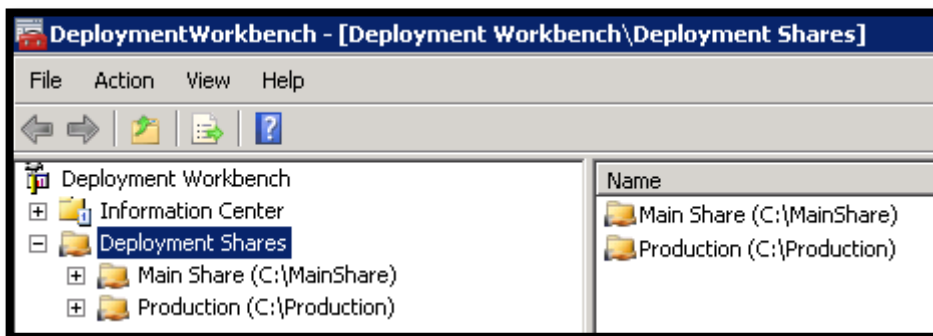 DeploymentWorkbench - [Deployment Workbench\Deployment Shares]
File Action View Help
Deployment Workbench
Information Center
Deployment Shares
Main Share (C:\MainShare)
Production (C:\Production)
Name
Main Share (C:\MainShare)
Production (C:\Production)